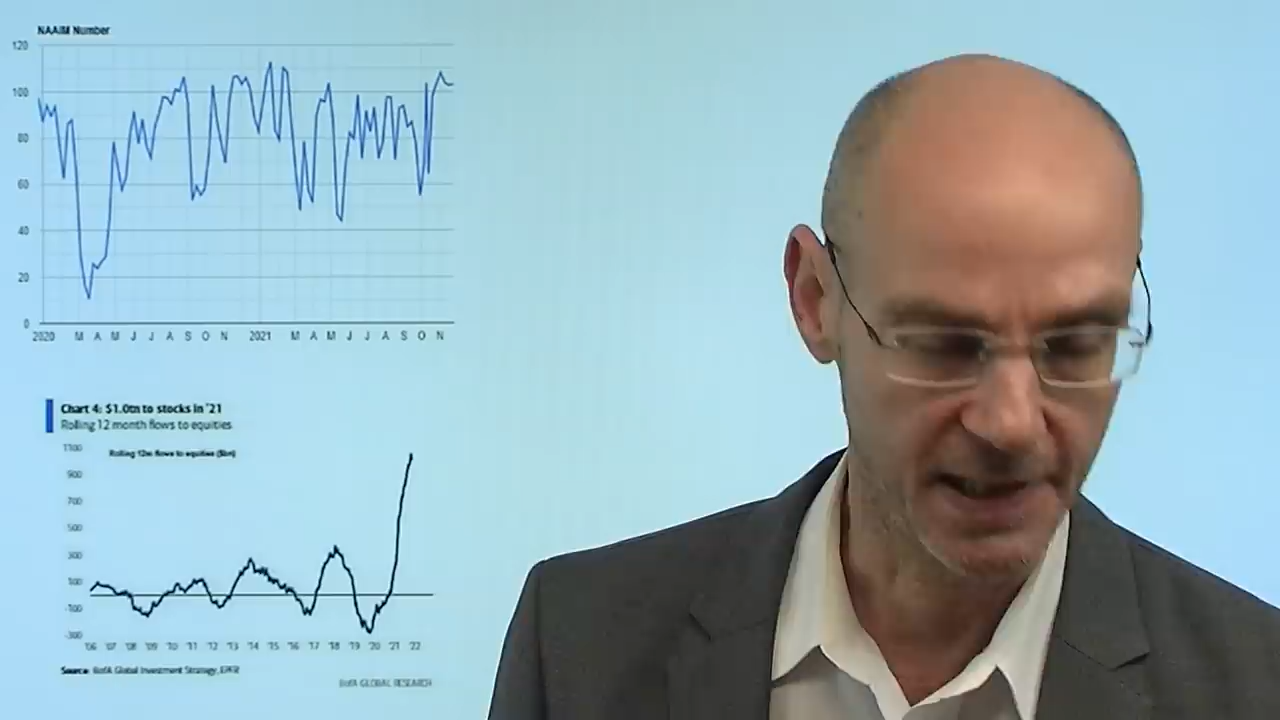 NAAIM Number
120
100
80
60
40
20
0
2020 M A M J J A S O N 2021 M A M J J A S O N
Chart 4: $1.0tn to stocks in '21
Rolling 12 month flows to equities
1100
Rolling 12m flows to equities ($bn)
900
700
500
300
100
-100
-300
'06 '07 '08 '09 '10 '11 '12 '13 '14 '15 '16 '17 '18 '19 '20 '21 '22
Source: BofA Global Investment Strategy, EPFR
BofA GLOBAL RESEARCH